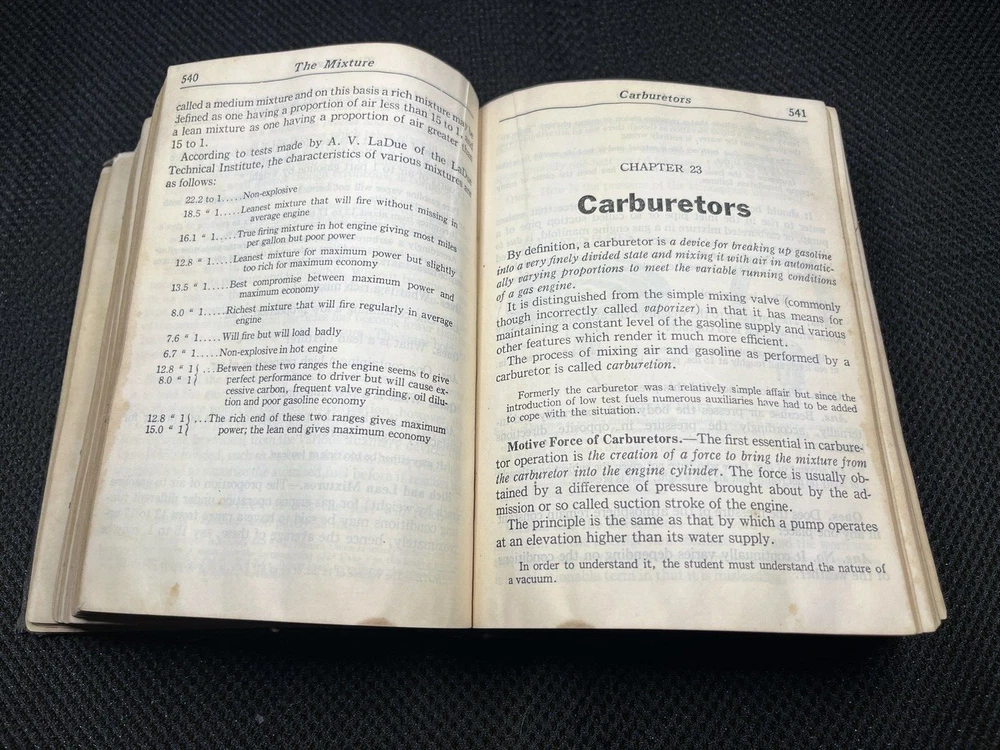 540
The Mixture
called a medium mixture and on this basis a rich mixture may be
defined as one having a proportion of air less than 15 to 1, and
a lean mixture as one having a proportion of air greater than
15 to 1.
According to tests made by A. V. LaDue of the LaDue
Technical Institute, the characteristics of various mixtures are
as follows:
22.2 to 1.....Non-explosive
18.5 " 1.....Leanest mixture that will fire without missing in
average engine
16.1 " 1.....True firing mixture in hot engine giving most miles
per gallon but poor power
12.8 " 1.....Leanest mixture for maximum power but slightly
too rich for maximum economy
13.5 " 1.....Best compromise between maximum power and
maximum economy
8.0 " 1.....Richest mixture that will fire regularly in average
engine
7.6 " 1.....Will fire but will load badly
6.7 " 1.....Non-explosive in hot engine
12.8 " 1} ...Between these two ranges the engine seems to give
8.0 " 1} perfect performance to driver but will cause ex-
cessive carbon, frequent valve grinding, oil dilu-
tion and poor gasoline economy
12.8 " 1} ...The rich end of these two ranges gives maximum
15.0 " 1} power; the lean end gives maximum economy
Carburetors
541
CHAPTER 23
Carburetors
By definition, a carburetor is a device for breaking up gasoline
into a very finely divided state and mixing it with air in automatic-
ally varying proportions to meet the variable running conditions
of a gas engine.
It is distinguished from the simple mixing valve (commonly
though incorrectly called vaporizer) in that it has means for
maintaining a constant level of the gasoline supply and various
other features which render it much more efficient.
The process of mixing air and gasoline as performed by a
carburetor is called carburetion.
Formerly the carburetor was a relatively simple affair but since the
introduction of low test fuels numerous auxiliaries have had to be added
to cope with the situation.
Motive Force of Carburetors.—The first essential in carbure-
tor operation is the creation of a force to bring the mixture from
the carburetor into the engine cylinder. The force is usually ob-
tained by a difference of pressure brought about by the ad-
mission or so called suction stroke of the engine.
The principle is the same as that by which a pump operates
at an elevation higher than its water supply.
In order to understand it, the student must understand the nature of
a vacuum.